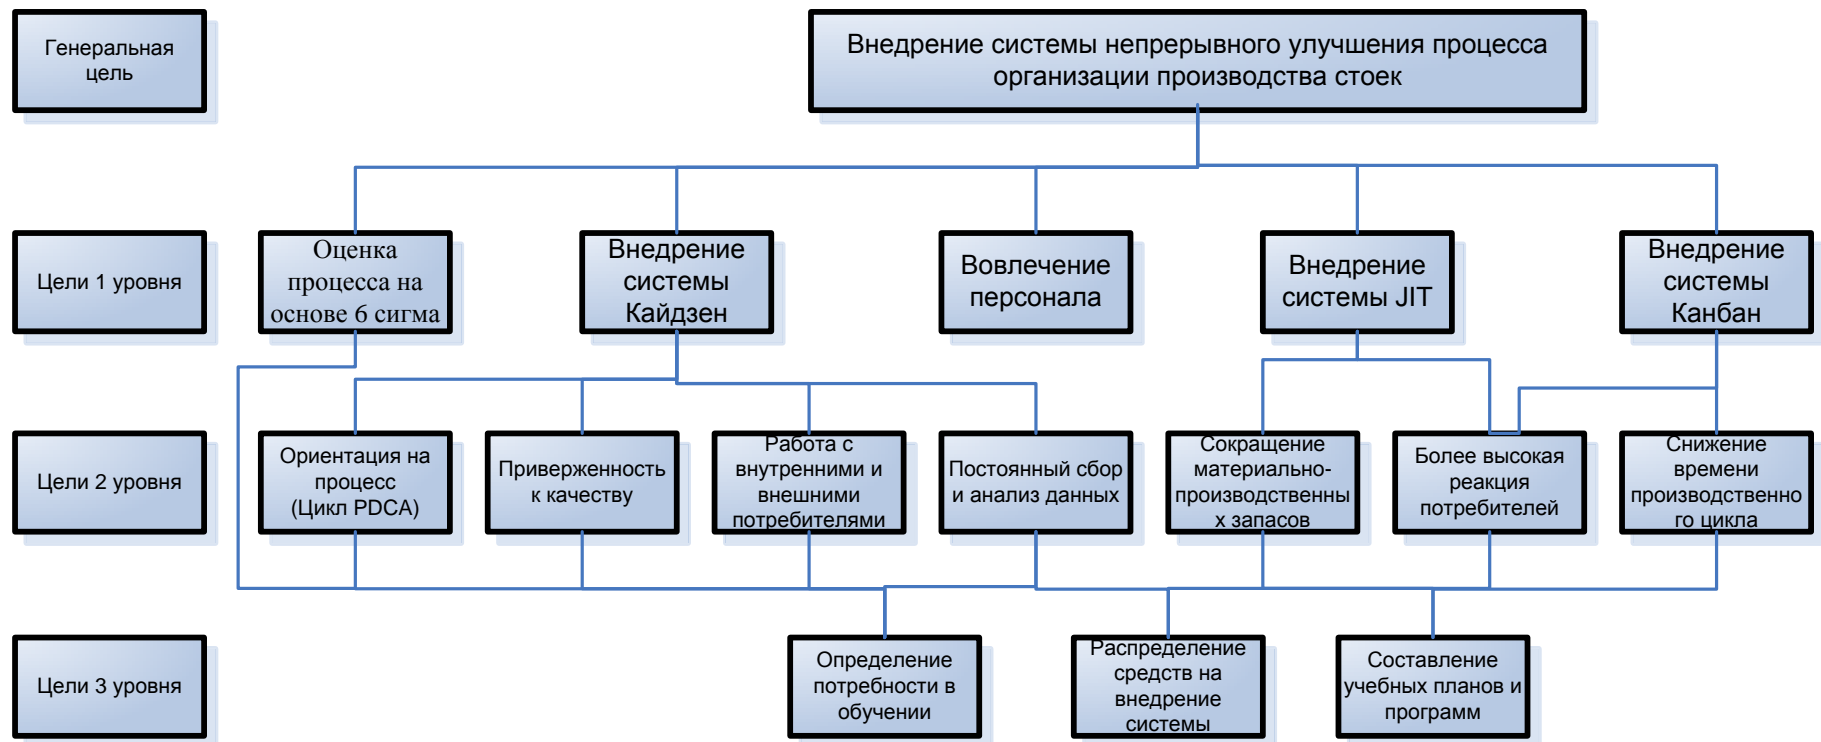 Генеральная
цель
Внедрение системы непрерывного улучшения процесса
организации производства стоек
Цели 1 уровня
Оценка
процесса на
основе 6 сигма
Внедрение
системы
Кайдзен
Вовлечение
персонала
Внедрение
системы JIT
Внедрение
системы
Канбан
Цели 2 уровня
Ориентация на
процесс
(Цикл PDCA)
Приверженность
к качеству
Работа с
внутренними и
внешними
потребителями
Постоянный сбор
и анализ данных
Сокращение
материально-
производственны
х запасов
Более высокая
реакция
потребителей
Снижение
времени
производственно
го цикла
Цели 3 уровня
Определение
потребности в
обучении
Распределение
средств на
внедрение
системы
Составление
учебных планов и
программ